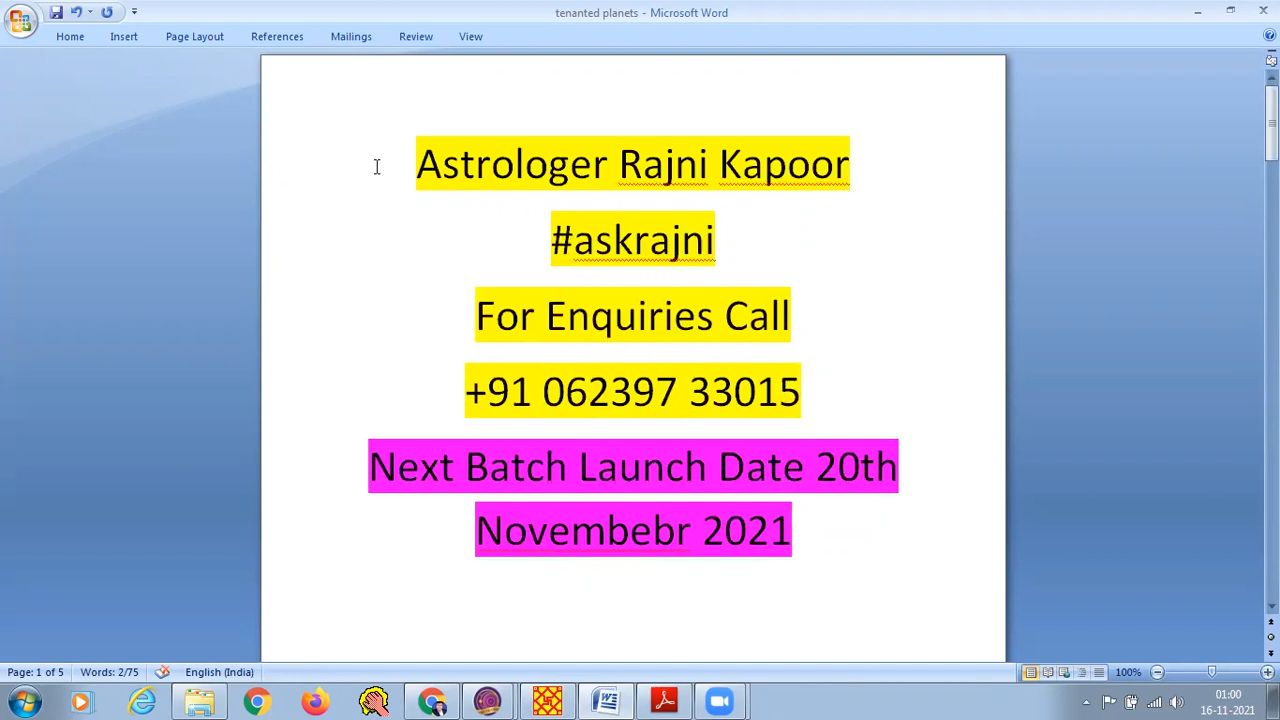 tenanted planets - Microsoft Word
Home Insert Page Layout References Mailings Review View
Astrologer Rajni Kapoor
#askrajni
For Enquiries Call
+91 062397 33015
Next Batch Launch Date 20th
Novembebr 2021
Page: 1 of 5 Words: 2/75 English (India) 100%
01:00
16-11-2021